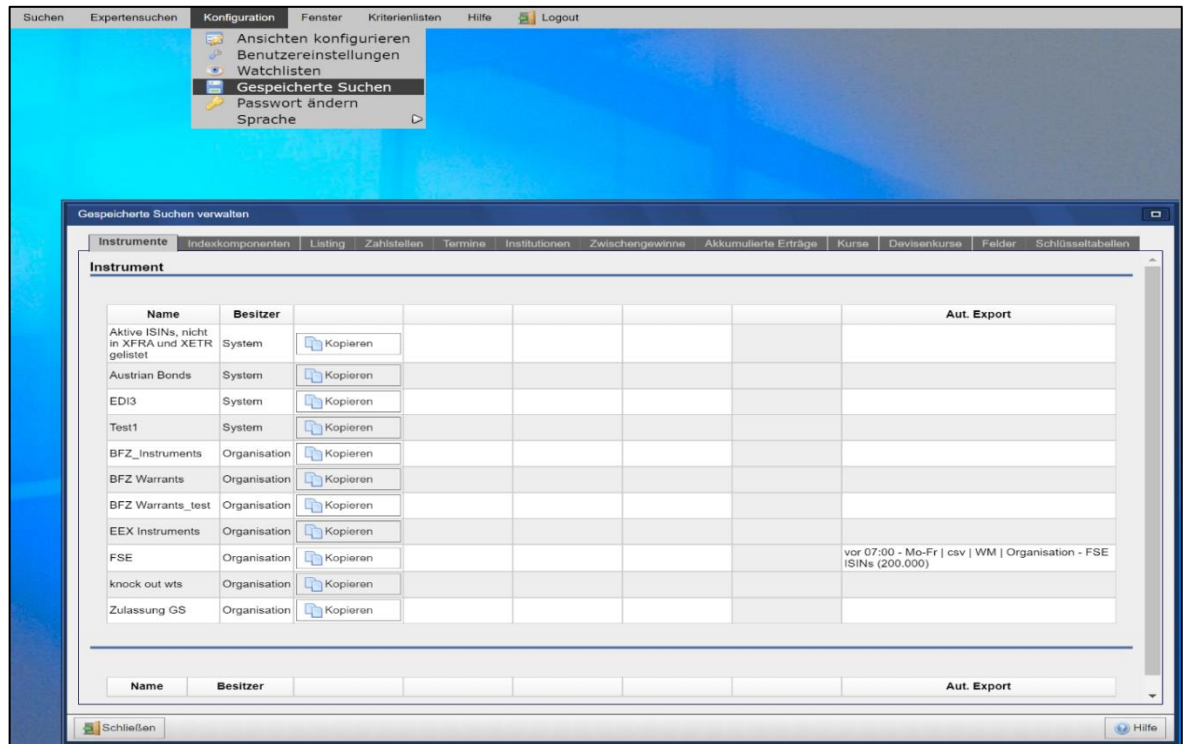 Suchen Expertensuchen Konfiguration Fenster Kriterienlisten Hilfe Logout
Ansichten konfigurieren
Benutzereinstellungen
Watchlisten
Gespeicherte Suchen
Passwort ändern
Sprache
Gespeicherte Suchen verwalten
Instrumente Indexkomponenten Listing Zahlstellen Termine Institutionen Zwischengewinne Akkumulierte Erträge Kurse Devisenkurse Felder Schlüsseltabellen
Instrument
Name Besitzer Aut. Export
Aktive ISINs, nicht
in XFRA und XETR System Kopieren
gelistet
Austrian Bonds System Kopieren
EDI3 System Kopieren
Test1 System Kopieren
BFZ_Instruments Organisation Kopieren
BFZ Warrants Organisation Kopieren
BFZ Warrants_test Organisation Kopieren
EEX Instruments Organisation Kopieren
FSE Organisation Kopieren vor 07:00 - Mo-Fr | csv | WM | Organisation - FSE
ISINs (200.000)
knock out wts Organisation Kopieren
Zulassung GS Organisation Kopieren
Name Besitzer Aut. Export
Schließen Hilfe